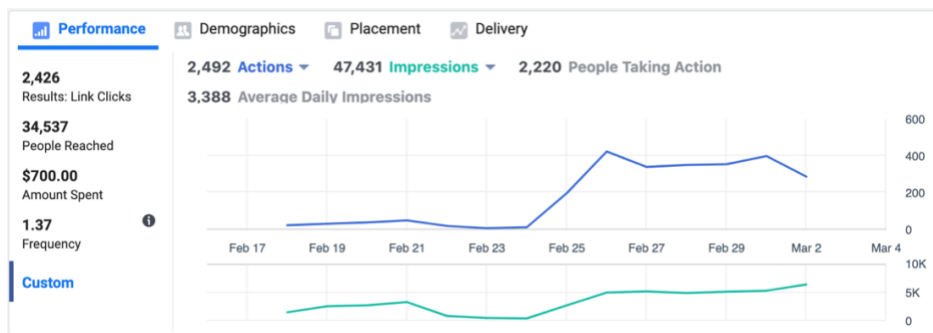 Performance Demographics Placement Delivery
2,426
Results: Link Clicks
34,537
People Reached
$700.00
Amount Spent
1.37
Frequency
Custom
2,492 Actions 47,431 Impressions 2,220 People Taking Action
3,388 Average Daily Impressions
600
400
200
0
Feb 17 Feb 19 Feb 21 Feb 23 Feb 25 Feb 27 Feb 29 Mar 2 Mar 4
10K
5K
0